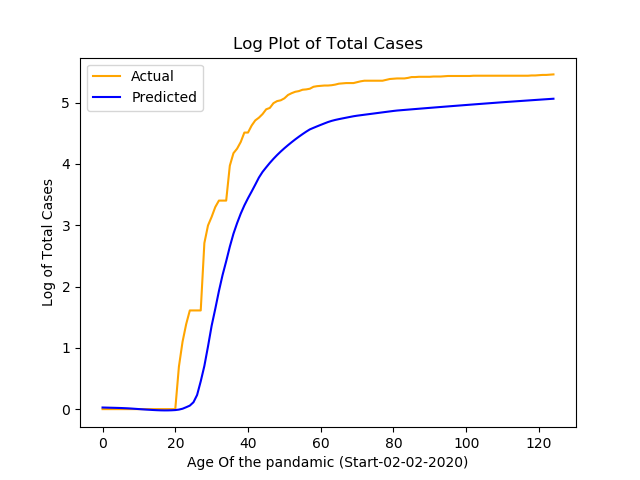 Log Plot of Total Cases
Actual
Predicted
5
4
3
2
1
0
Log of Total Cases
0 20 40 60 80 100 120
Age Of the pandamic (Start-02-02-2020)